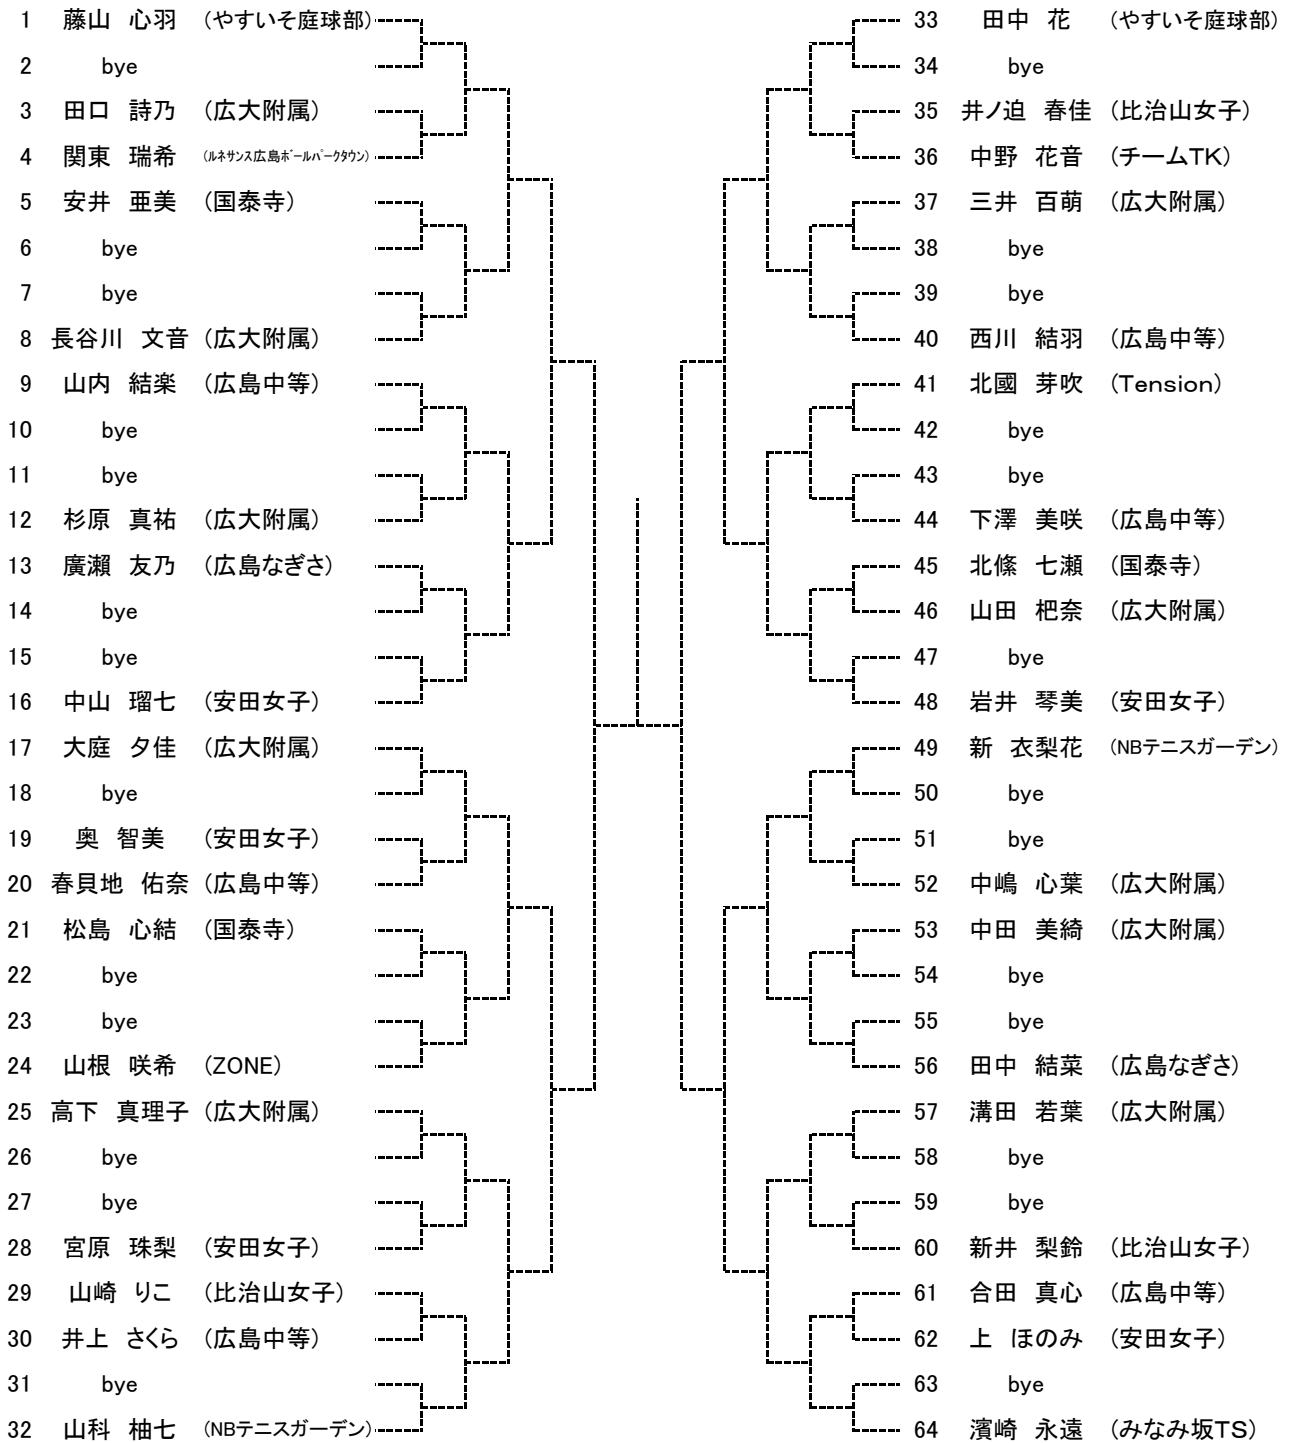 1 藤山 心羽 (やすいそ庭球部)
2 bye
3 田口 詩乃 (広大附属)
4 関東 瑞希 (ﾙﾈｻﾝｽ広島ﾎﾞｰﾙﾊﾟｰｸﾀｳﾝ)
5 安井 亜美 (国泰寺)
6 bye
7 bye
8 長谷川 文音 (広大附属)
9 山内 結楽 (広島中等)
10 bye
11 bye
12 杉原 真祐 (広大附属)
13 廣瀨 友乃 (広島なぎさ)
14 bye
15 bye
16 中山 瑠七 (安田女子)
17 大庭 夕佳 (広大附属)
18 bye
19 奥 智美 (安田女子)
20 春貝地 佑奈 (広島中等)
21 松島 心結 (国泰寺)
22 bye
23 bye
24 山根 咲希 (ZONE)
25 高下 真理子 (広大附属)
26 bye
27 bye
28 宮原 珠梨 (安田女子)
29 山崎 りこ (比治山女子)
30 井上 さくら (広島中等)
31 bye
32 山科 柚七 (NBテニスガーデン)
33 田中 花 (やすいそ庭球部)
34 bye
35 井ノ迫 春佳 (比治山女子)
36 中野 花音 (チームTK)
37 三井 百萌 (広大附属)
38 bye
39 bye
40 西川 結羽 (広島中等)
41 北國 芽吹 (Tension)
42 bye
43 bye
44 下澤 美咲 (広島中等)
45 北條 七瀬 (国泰寺)
46 山田 杷奈 (広大附属)
47 bye
48 岩井 琴美 (安田女子)
49 新 衣梨花 (NBテニスガーデン)
50 bye
51 bye
52 中嶋 心葉 (広大附属)
53 中田 美綺 (広大附属)
54 bye
55 bye
56 田中 結菜 (広島なぎさ)
57 溝田 若葉 (広大附属)
58 bye
59 bye
60 新井 梨鈴 (比治山女子)
61 合田 真心 (広島中等)
62 上 ほのみ (安田女子)
63 bye
64 濱崎 永遠 (みなみ坂TS)